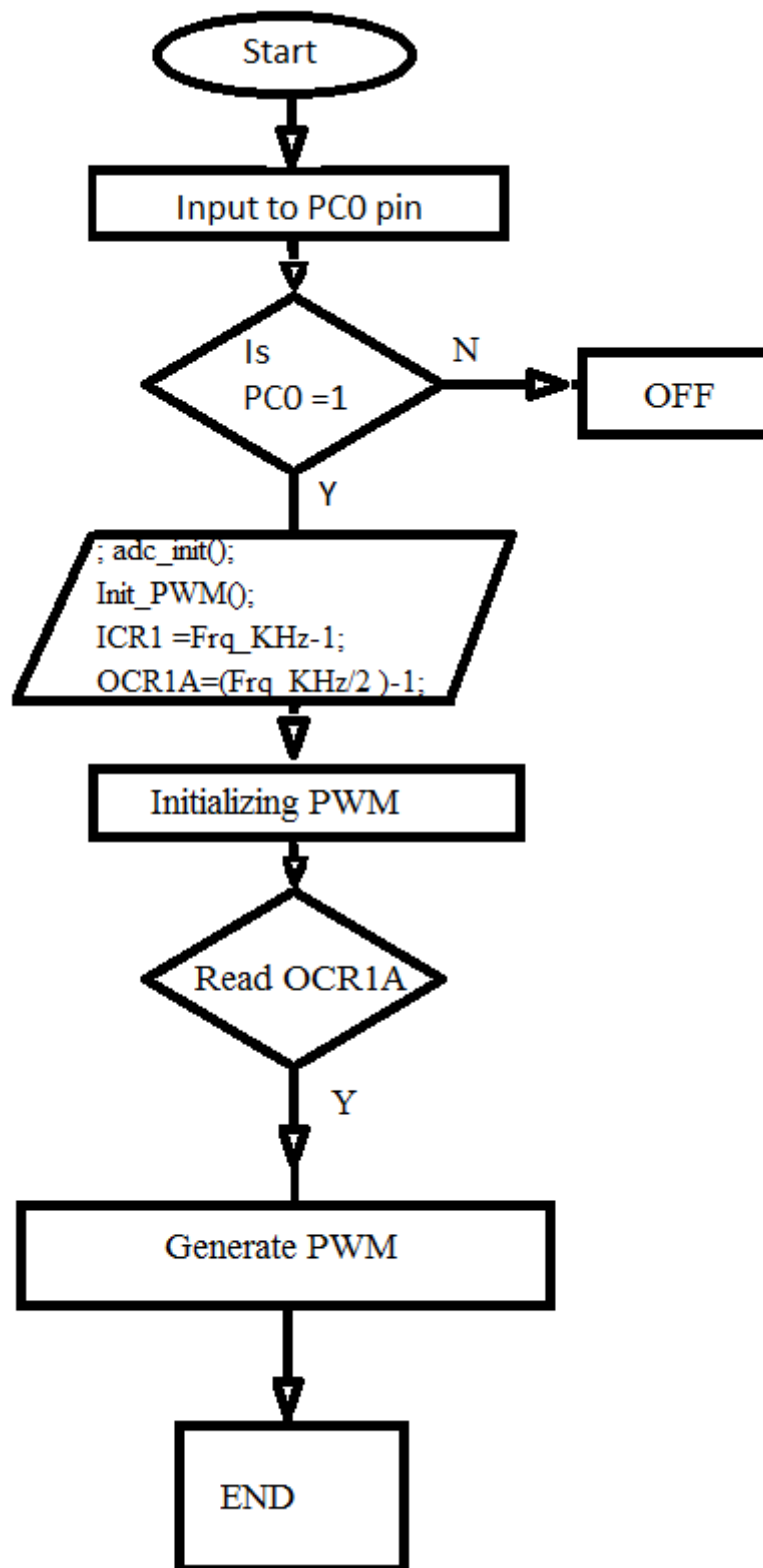 Start
Input to PC0 pin
Is
PC0 =1
N
OFF
Y
; adc_init();
Init_PWM();
ICR1 =Frq_KHz-1;
OCR1A=(Frq_KHz/2 )-1;
Initializing PWM
Read OCR1A
Y
Generate PWM
END